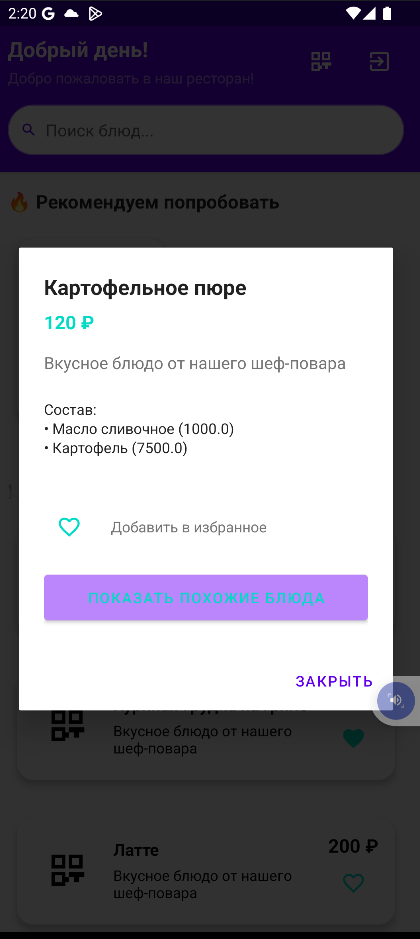 2:20
Добрый день!
Добро пожаловать в наш ресторан!
Поиск блюд...
🔥 Рекомендуем попробовать
Картофельное пюре
120 ₽
Вкусное блюдо от нашего шеф-повара
Состав:
• Масло сливочное (1000.0)
• Картофель (7500.0)
Добавить в избранное
ПОКАЗАТЬ ПОХОЖИЕ БЛЮДА
ЗАКРЫТЬ
Вкусное блюдо от нашего
шеф-повара
Латте
200 ₽
Вкусное блюдо от нашего
шеф-повара